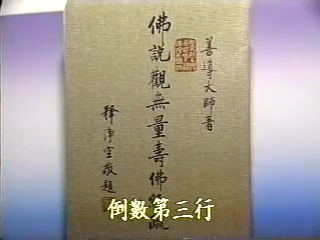 善導大師著
佛說觀無量壽佛經疏
釋淨空敬題
倒數第三行